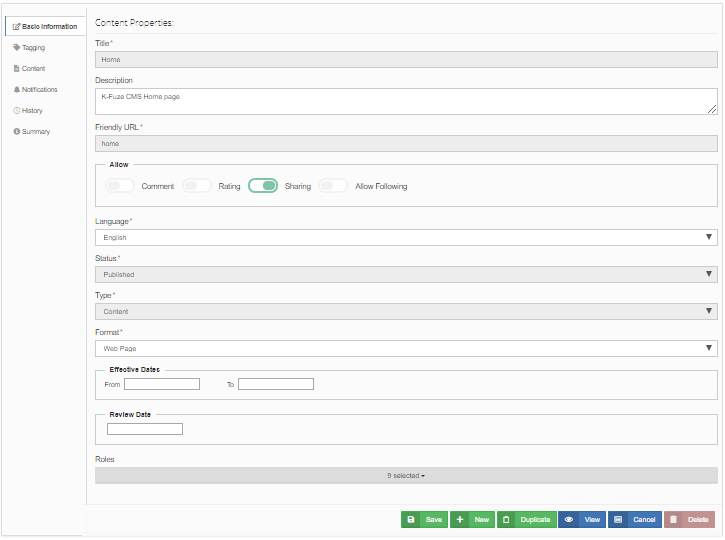 Basic Information
Tagging
Content
Notifications
History
Summary
Content Properties:
Title*
Home
Description
K-Fuze CMS Home page
Friendly URL*
home
Allow
Comment Rating Sharing Allow Following
Language*
English
Status*
Published
Type*
Content
Format*
Web Page
Effective Dates
From To
Review Date
Roles
9 selected
Save New Duplicate View Cancel Delete